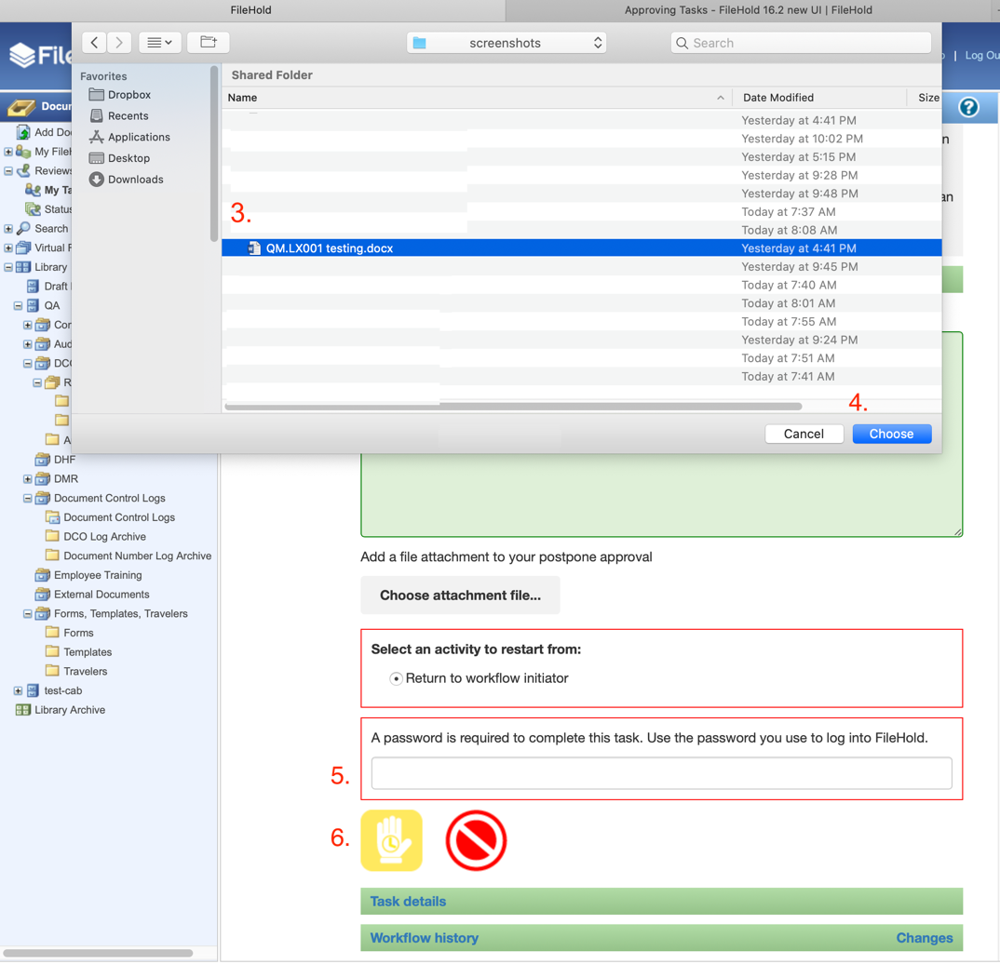 FileHold
Approving Tasks - FileHold 16.2 new UI | FileHold
screenshots
Search
| Log Ou
Favorites
Dropbox
Recents
Applications
Desktop
Downloads
Shared Folder
Name
Date Modified
Size
Yesterday at 4:41 PM
Yesterday at 10:02 PM
Yesterday at 5:15 PM
Yesterday at 9:28 PM
Yesterday at 9:48 PM
Today at 7:37 AM
Today at 8:08 AM
3.
QM.LX001 testing.docx
Yesterday at 4:41 PM
Yesterday at 9:45 PM
Today at 7:40 AM
Today at 8:01 AM
Today at 7:55 AM
Yesterday at 9:24 PM
Today at 7:51 AM
Today at 7:41 AM
4.
Cancel
Choose
File
Docum
Add Doc
My FileH
Reviews
My Ta
Status
Search
Virtual F
Library
Draft
QA
Cor
Aud
DCO
R
A
DHF
DMR
Document Control Logs
Document Control Logs
DCO Log Archive
Document Number Log Archive
Employee Training
External Documents
Forms, Templates, Travelers
Forms
Templates
Travelers
test-cab
Library Archive
n
an
Add a file attachment to your postpone approval
Choose attachment file...
Select an activity to restart from:
Return to workflow initiator
A password is required to complete this task. Use the password you use to log into FileHold.
5.
6.
Task details
Workflow history
Changes